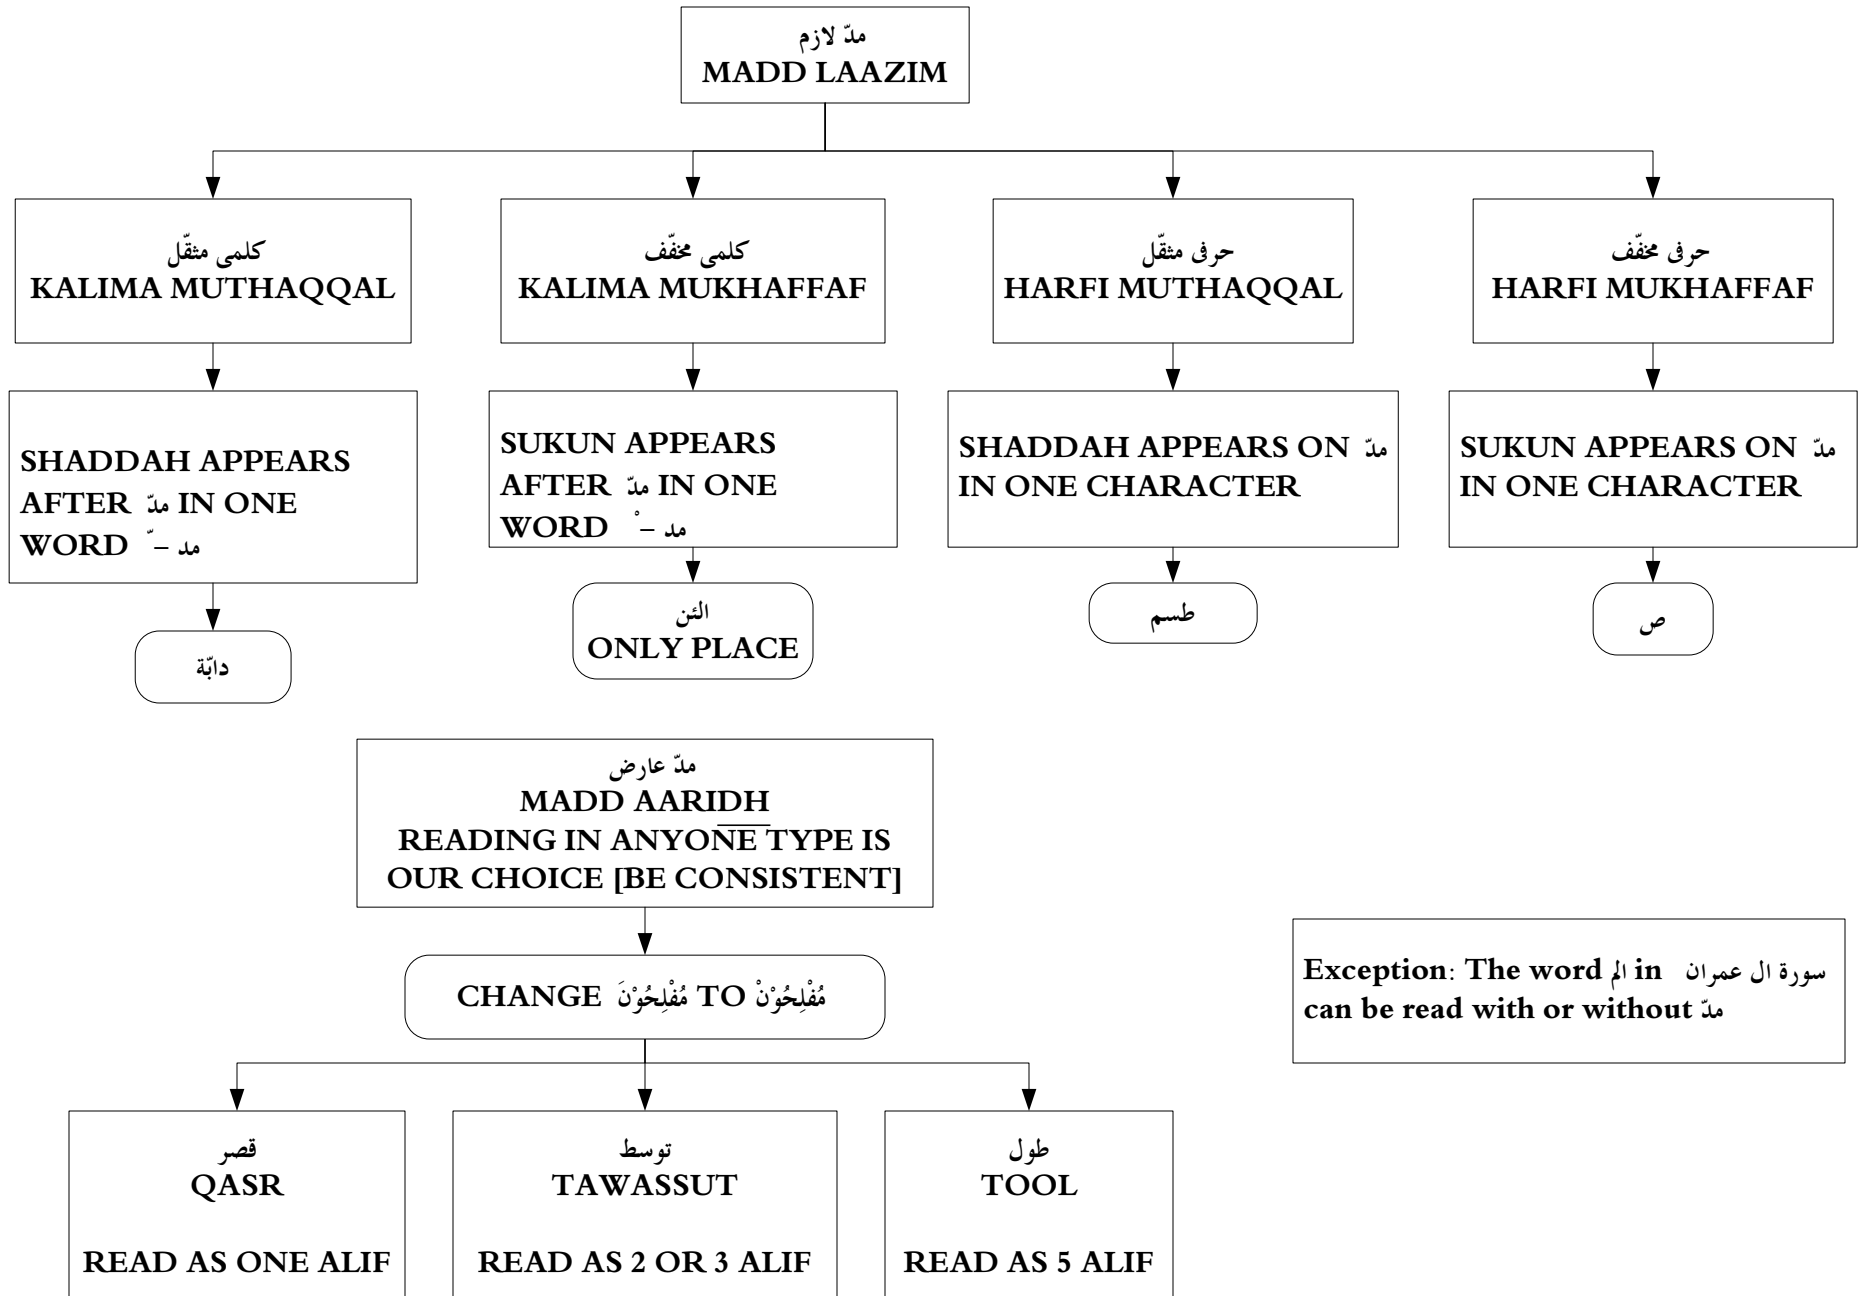 مدّ لازم
MADD LAAZIM
كلمى مثقّل
KALIMA MUTHAQQAL
كلمى مخفّف
KALIMA MUKHAFFAF
حرفى مثقّل
HARFI MUTHAQQAL
حرفى مخفّف
HARFI MUKHAFFAF
SHADDAH APPEARS
AFTER مدّ IN ONE
WORD مد – ّ
SUKUN APPEARS
AFTER مدّ IN ONE
WORD مد – ْ
SHADDAH APPEARS ON مدّ
IN ONE CHARACTER
SUKUN APPEARS ON مدّ
IN ONE CHARACTER
دابّة
الئن
ONLY PLACE
طسم
ص
مدّ عارض
MADD AARIDH
READING IN ANYONE TYPE IS
OUR CHOICE [BE CONSISTENT]
CHANGE مُفْلِحُوْنَ TO مُفْلِحُوْنْ
Exception: The word الم in سورة ال عمران
can be read with or without مدّ
قصر
QASR
READ AS ONE ALIF
توسط
TAWASSUT
READ AS 2 OR 3 ALIF
طول
TOOL
READ AS 5 ALIF